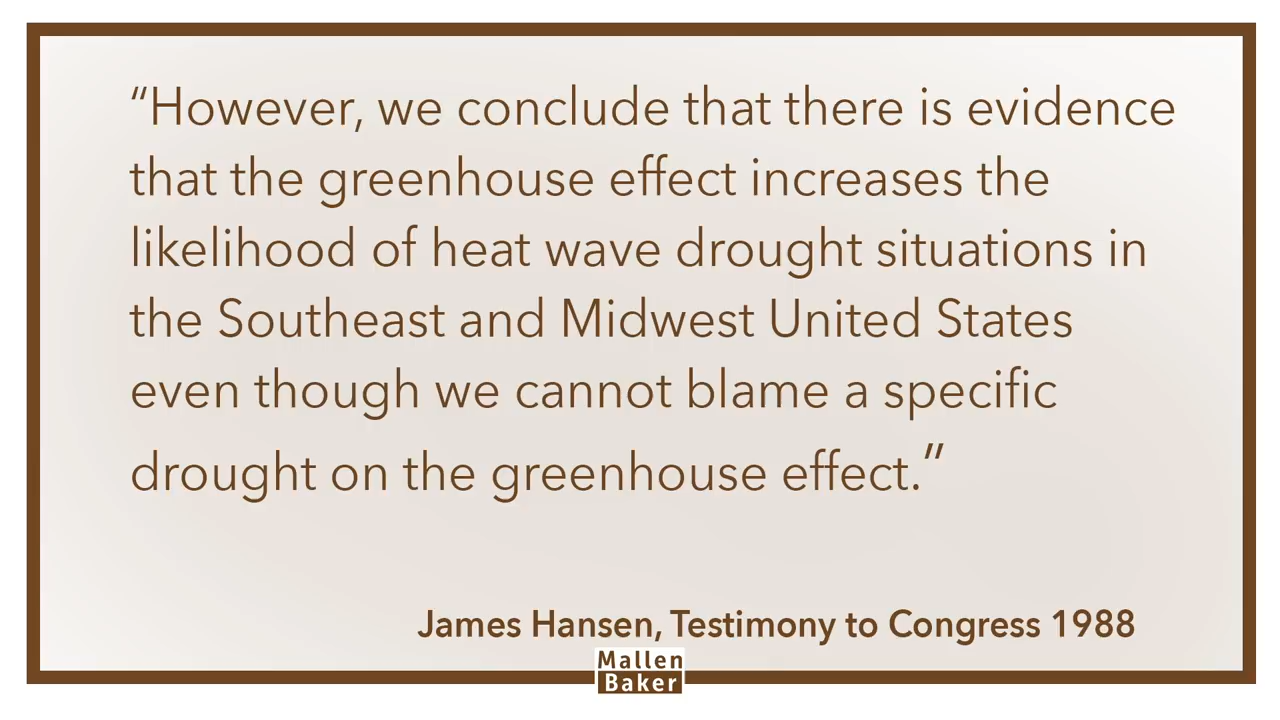 “However, we conclude that there is evidence
that the greenhouse effect increases the
likelihood of heat wave drought situations in
the Southeast and Midwest United States
even though we cannot blame a specific
drought on the greenhouse effect.”
James Hansen, Testimony to Congress 1988
Mallen
Baker